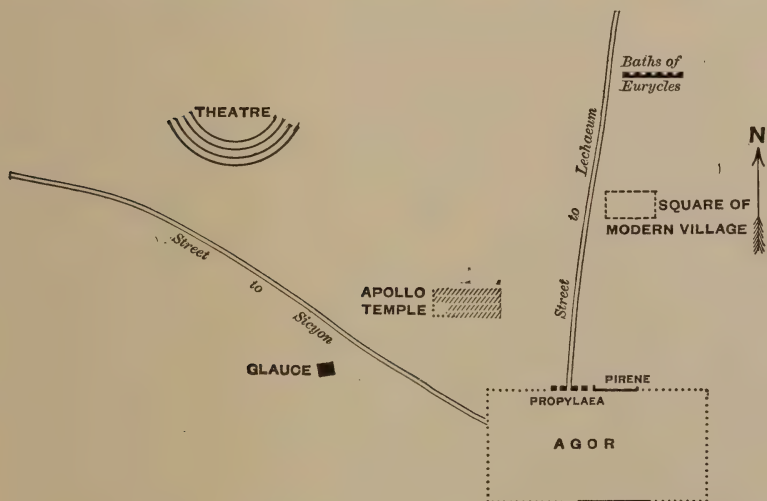 Baths of
Eurycles
THEATRE
N
Street to Lechaeum
SQUARE OF
MODERN VILLAGE
Street to Sicyon
APOLLO
TEMPLE
GLAUCE
PIRENE
PROPYLAEA
AGOR